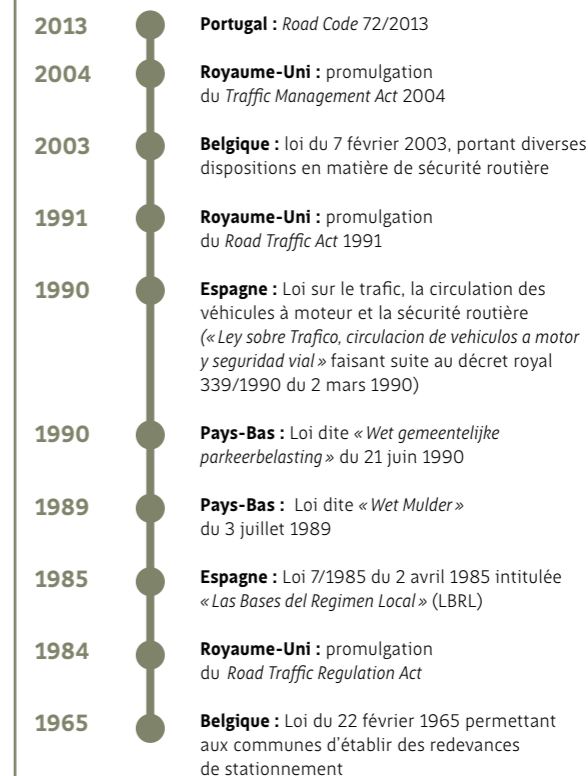 2013
Portugal : Road Code 72/2013
2004
Royaume-Uni : promulgation
du Traffic Management Act 2004
2003
Belgique : loi du 7 février 2003, portant diverses
dispositions en matière de sécurité routière
1991
Royaume-Uni : promulgation
du Road Traffic Act 1991
1990
Espagne : Loi sur le trafic, la circulation des
véhicules à moteur et la sécurité routière
(« Ley sobre Trafico, circulacion de vehiculos a motor
y seguridad vial » faisant suite au décret royal
339/1990 du 2 mars 1990)
1990
Pays-Bas : Loi dite « Wet gemeentelijke
parkeerbelasting » du 21 juin 1990
1989
Pays-Bas : Loi dite « Wet Mulder »
du 3 juillet 1989
1985
Espagne : Loi 7/1985 du 2 avril 1985 intitulée
« Las Bases del Regimen Local » (LBRL)
1984
Royaume-Uni : promulgation
du Road Traffic Regulation Act
1965
Belgique : Loi du 22 février 1965 permettant
aux communes d'établir des redevances
de stationnement